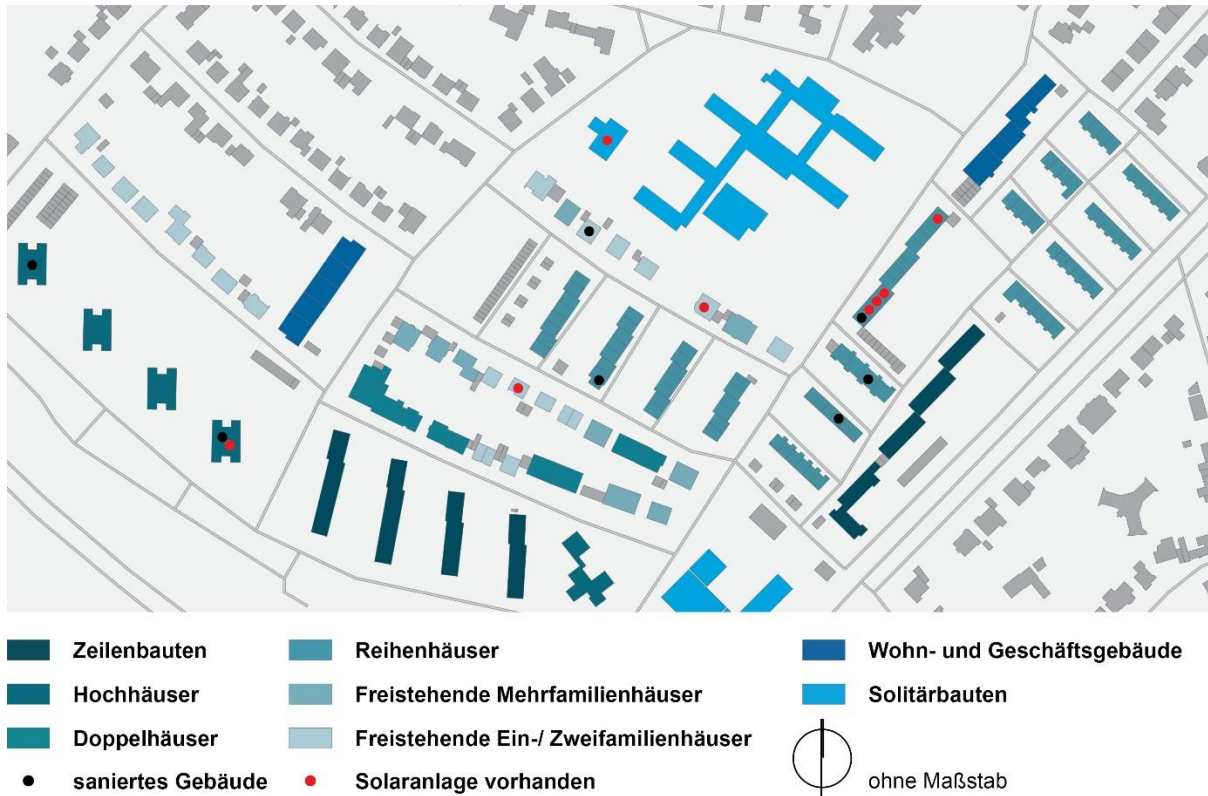 Zeilenbauten
Hochhäuser
Doppelhäuser
saniertes Gebäude
Reihenhäuser
Freistehende Mehrfamilienhäuser
Freistehende Ein-/ Zweifamilienhäuser
Solaranlage vorhanden
Wohn- und Geschäftsgebäude
Solitärbauten
ohne Maßstab